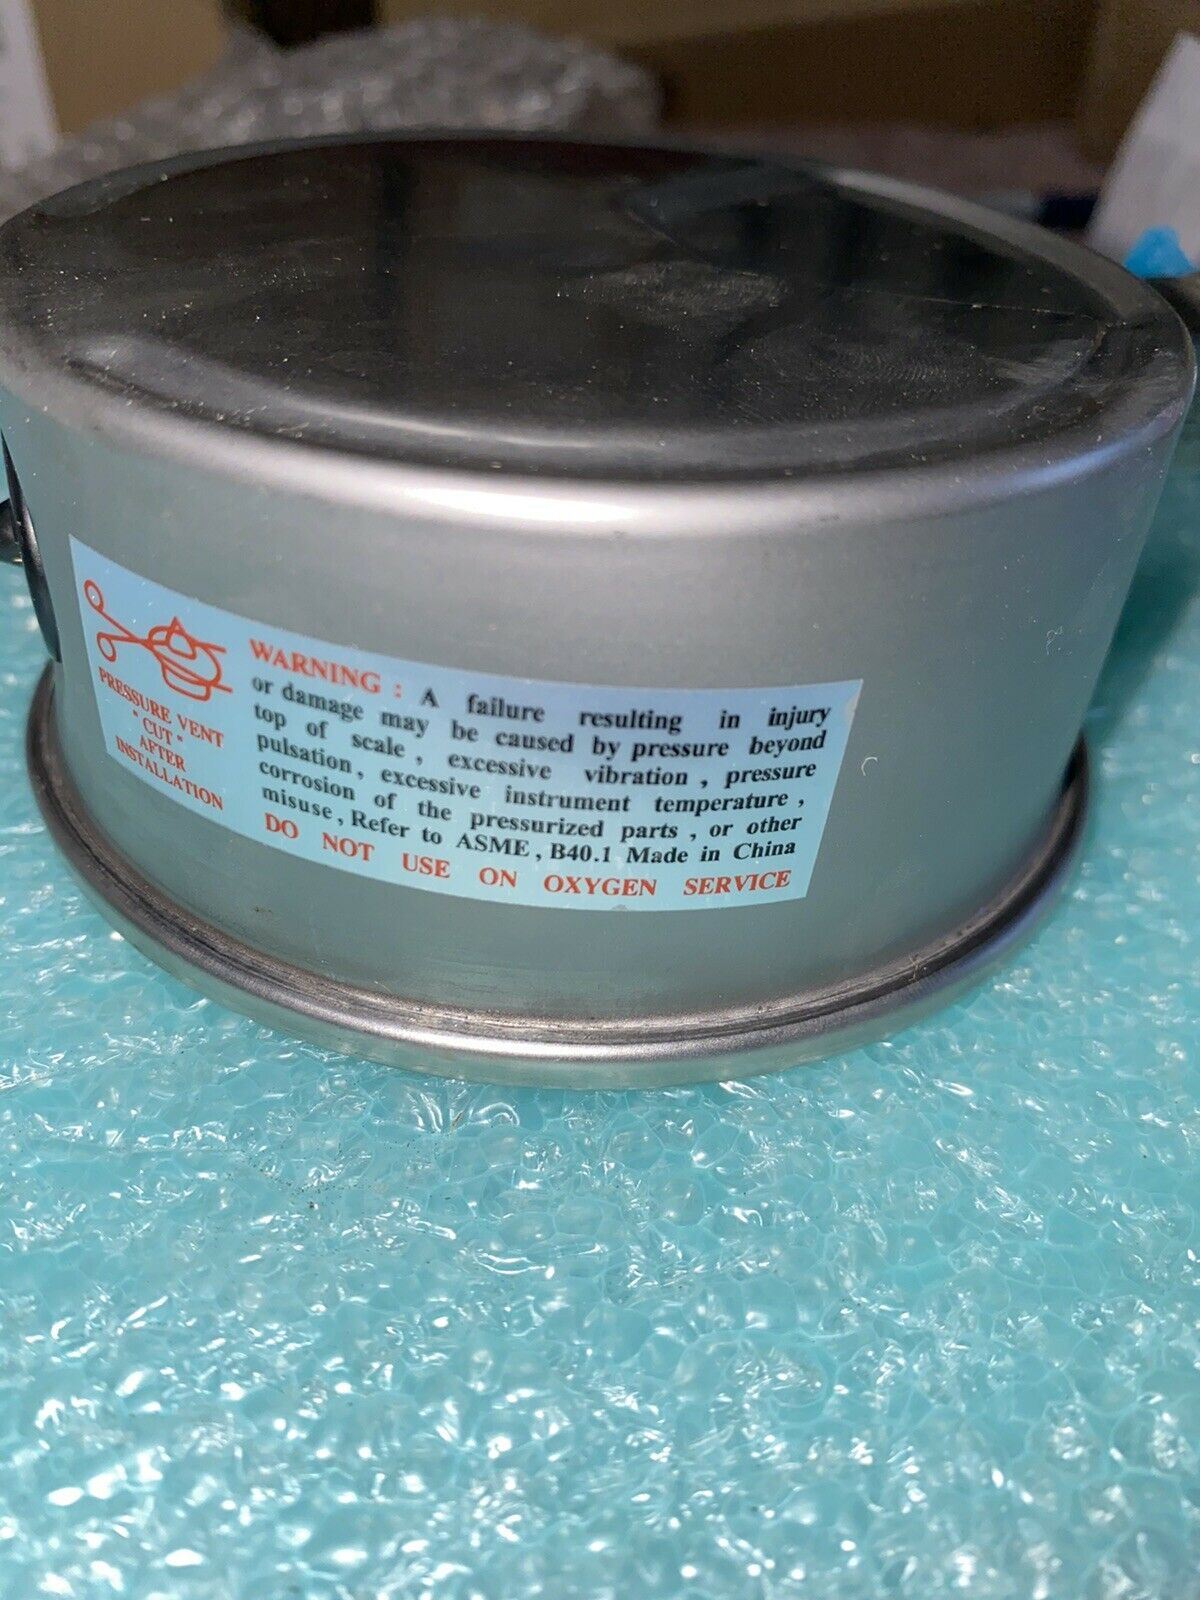 PRESSURE VENT
"CUT"
AFTER
INSTALLATION
WARNING : A failure resulting in injury
or damage may be caused by pressure beyond
top of scale , excessive vibration , pressure
pulsation , excessive instrument temperature ,
corrosion of the pressurized parts , or other
misuse , Refer to ASME , B40.1 Made in China
DO NOT USE ON OXYGEN SERVICE